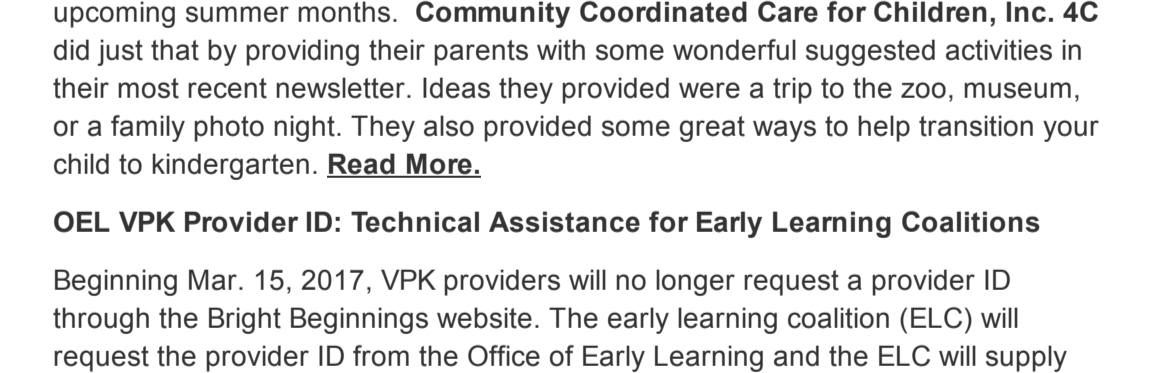 upcoming summer months.  Community Coordinated Care for Children, Inc. 4C
did just that by providing their parents with some wonderful suggested activities in
their most recent newsletter. Ideas they provided were a trip to the zoo, museum,
or a family photo night. They also provided some great ways to help transition your
child to kindergarten. Read More.
OEL VPK Provider ID: Technical Assistance for Early Learning Coalitions
Beginning Mar. 15, 2017, VPK providers will no longer request a provider ID
through the Bright Beginnings website. The early learning coalition (ELC) will
request the provider ID from the Office of Early Learning and the ELC will supply